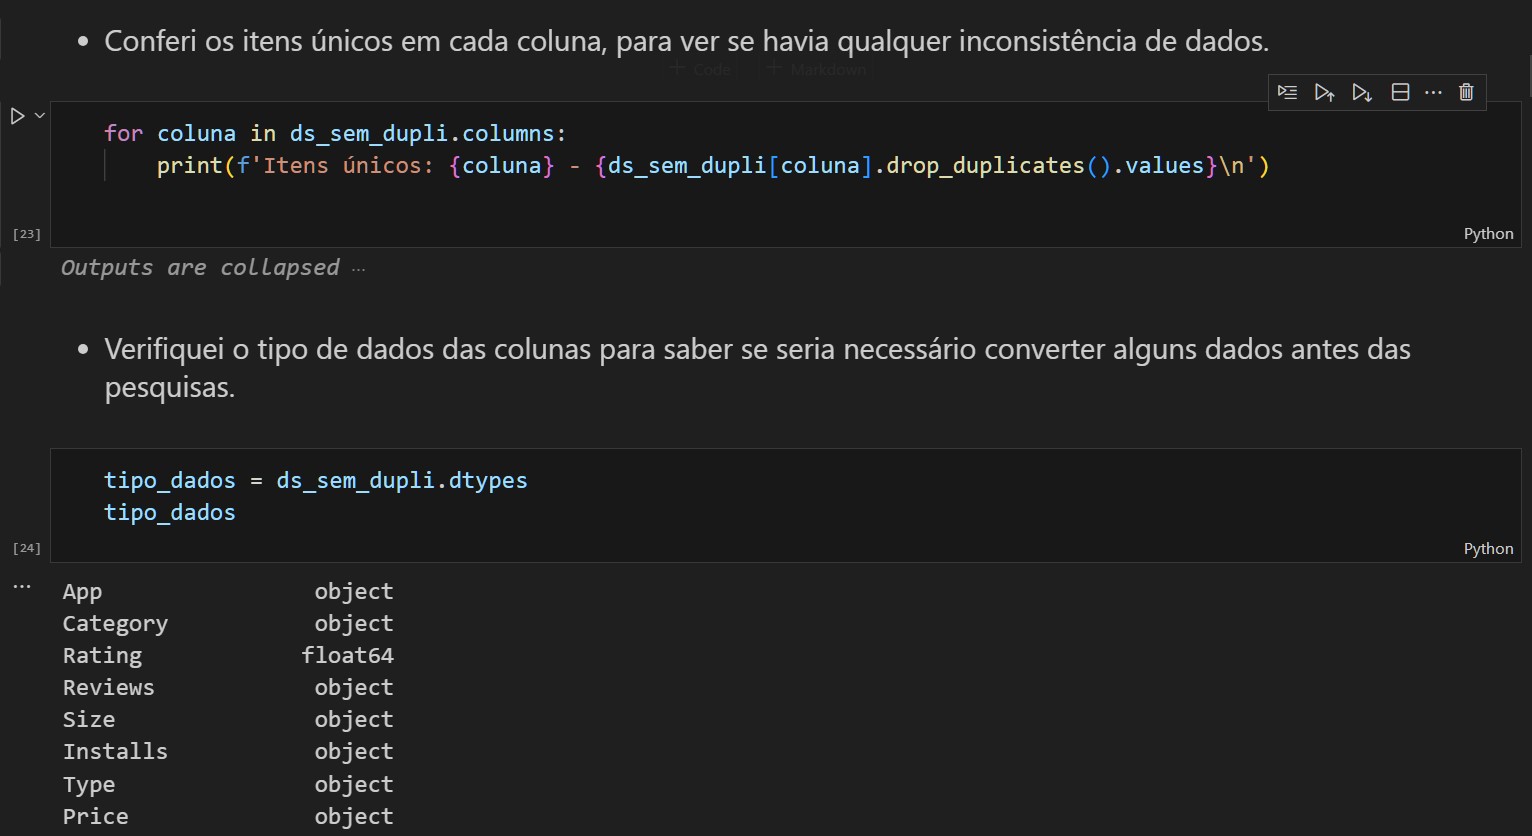 Conferi os itens únicos em cada coluna, para ver se havia qualquer inconsistência de dados.
+ Code + Markdown
for coluna in ds_sem_dupli.columns:
print(f'Itens únicos: {coluna} - {ds_sem_dupli[coluna].drop_duplicates().values}\n')
[23]
Python
Outputs are collapsed ...
Verifiquei o tipo de dados das colunas para saber se seria necessário converter alguns dados antes das
pesquisas.
tipo_dados = ds_sem_dupli.dtypes
tipo_dados
[24]
Python
App object
Category object
Rating float64
Reviews object
Size object
Installs object
Type object
Price object